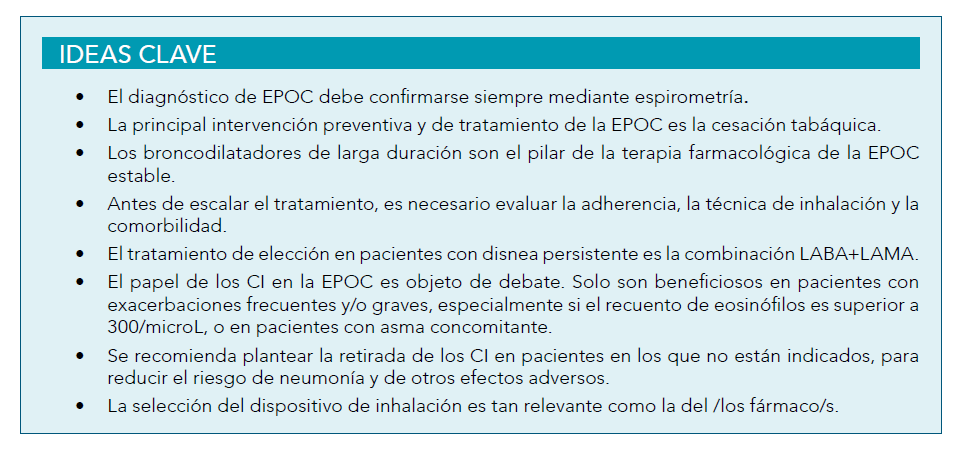 IDEAS CLAVE
• El diagnóstico de EPOC debe confirmarse siempre mediante espirometría.
• La principal intervención preventiva y de tratamiento de la EPOC es la cesación tabáquica.
• Los broncodilatadores de larga duración son el pilar de la terapia farmacológica de la EPOC
estable.
• Antes de escalar el tratamiento, es necesario evaluar la adherencia, la técnica de inhalación y la
comorbilidad.
• El tratamiento de elección en pacientes con disnea persistente es la combinación LABA+LAMA.
• El papel de los CI en la EPOC es objeto de debate. Solo son beneficiosos en pacientes con
exacerbaciones frecuentes y/o graves, especialmente si el recuento de eosinófilos es superior a
300/microL, o en pacientes con asma concomitante.
• Se recomienda plantear la retirada de los CI en pacientes en los que no están indicados, para
reducir el riesgo de neumonía y de otros efectos adversos.
• La selección del dispositivo de inhalación es tan relevante como la del /los fármaco/s.